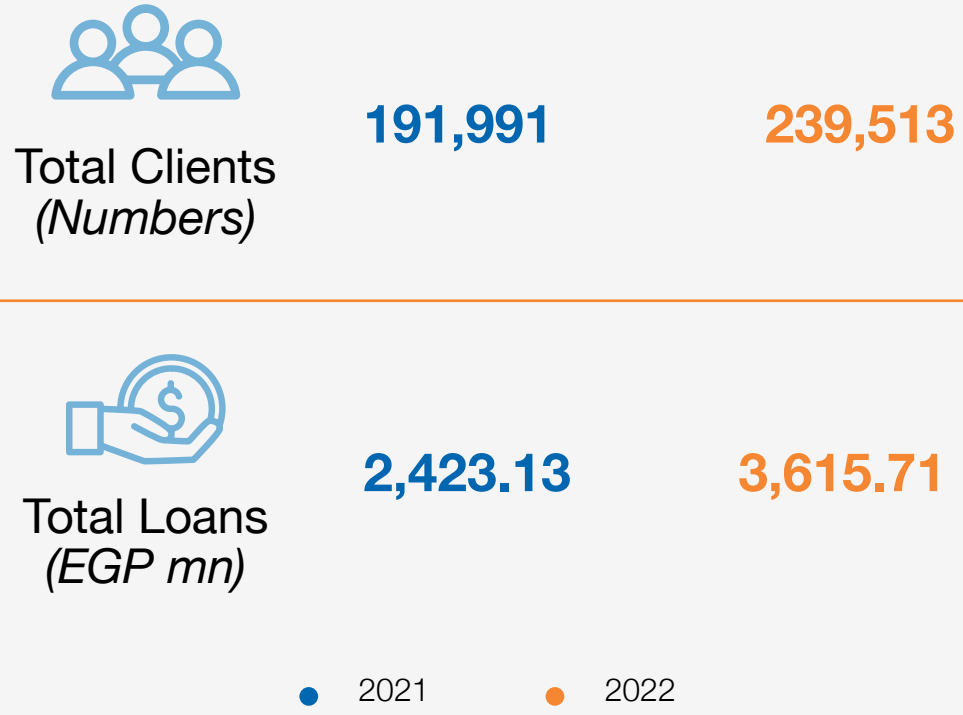 191,991 239,513
Total Clients
(Numbers)
2,423.13 3,615.71
Total Loans
(EGP mn)
2021 2022